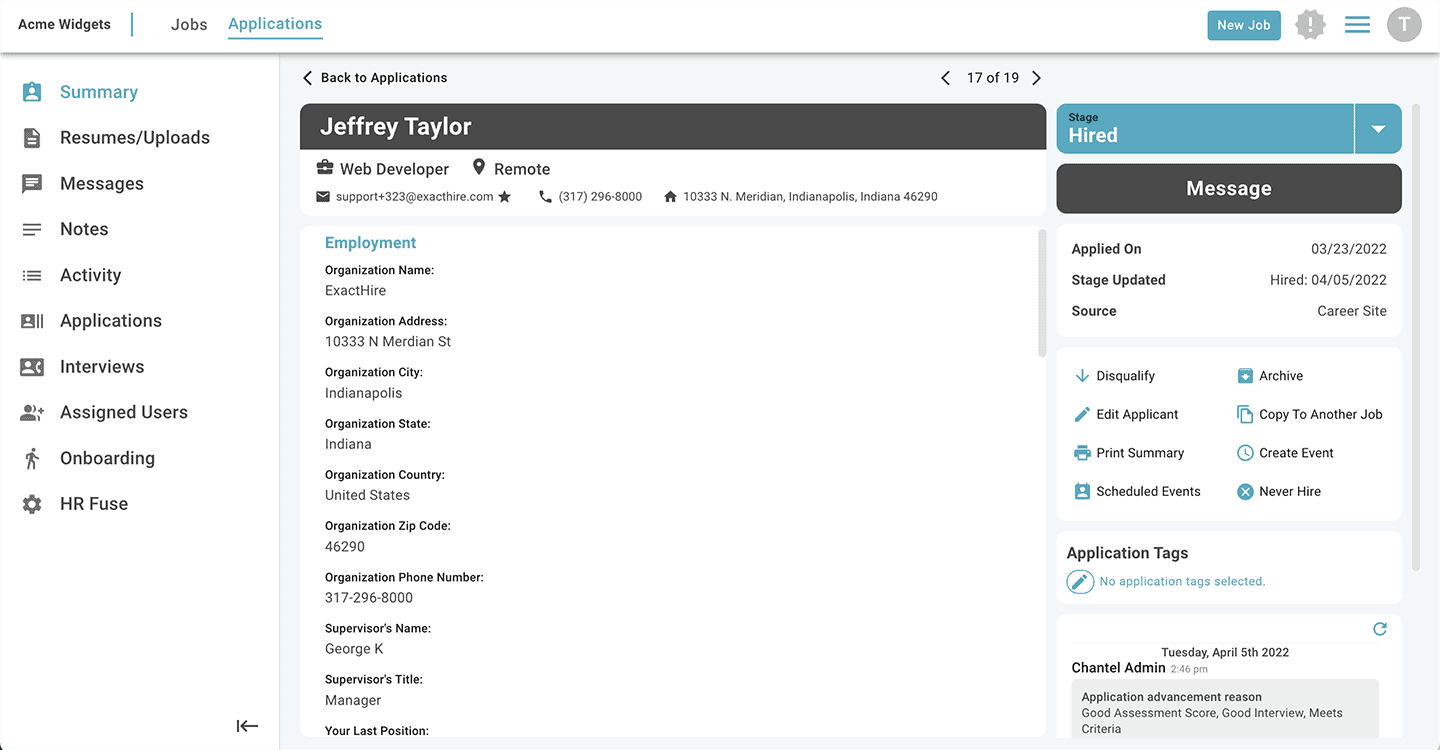 Acme Widgets
Jobs
Applications
New Job
T
Summary
Resumes/Uploads
Messages
Notes
Activity
Applications
Interviews
Assigned Users
Onboarding
HR Fuse
Back to Applications
17 of 19
Jeffrey Taylor
Web Developer
Remote
support+323@exacthire.com
(317) 296-8000
10333 N. Meridian, Indianapolis, Indiana 46290
Employment
Organization Name:
ExactHire
Organization Address:
10333 N Merdian St
Organization City:
Indianapolis
Organization State:
Indiana
Organization Country:
United States
Organization Zip Code:
46290
Organization Phone Number:
317-296-8000
Supervisor's Name:
George K
Supervisor's Title:
Manager
Your Last Position:
Stage
Hired
Message
Applied On 03/23/2022
Stage Updated Hired: 04/05/2022
Source Career Site
Disqualify
Archive
Edit Applicant
Copy To Another Job
Print Summary
Create Event
Scheduled Events
Never Hire
Application Tags
No application tags selected.
Tuesday, April 5th 2022
Chantel Admin 2:46 pm
Application advancement reason
Good Assessment Score, Good Interview, Meets
Criteria